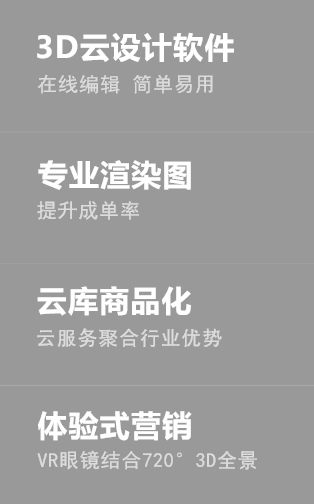 3D云设计软件
在线编辑 简单易用
专业渲染图
提升成单率
云库商品化
云服务聚合行业优势
体验式营销
VR眼镜结合720°3D全景